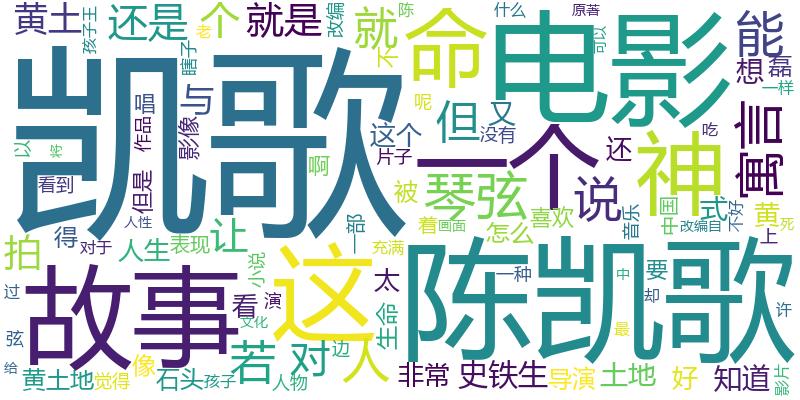 黄土
还是
个
就是
改编
就
陈
命
电影
什么
原著
可以
能
孩子王
老
瞎子
不
想
磊
一样
凯歌
与
作品
影像
唱
但是
这个
但
又
没有
片子
呢
还
吃
寓言
以
将
看到
啊
一个
神
琴弦
说
被
着
画面
怎么
喜欢
音乐
中国
式
黄
死
改编自
不好
上
得
对于
人性
拍
人生
表现
让
一部
充满
小说
这
故事
陈凯歌
一种
要
却
中
过
弦
给
看
演
文化
太
生命
边
许
最
影片
若
对
人
像
黄土地
觉得
石头
孩子
人物
非常
史铁生
导演
土地
好
知道